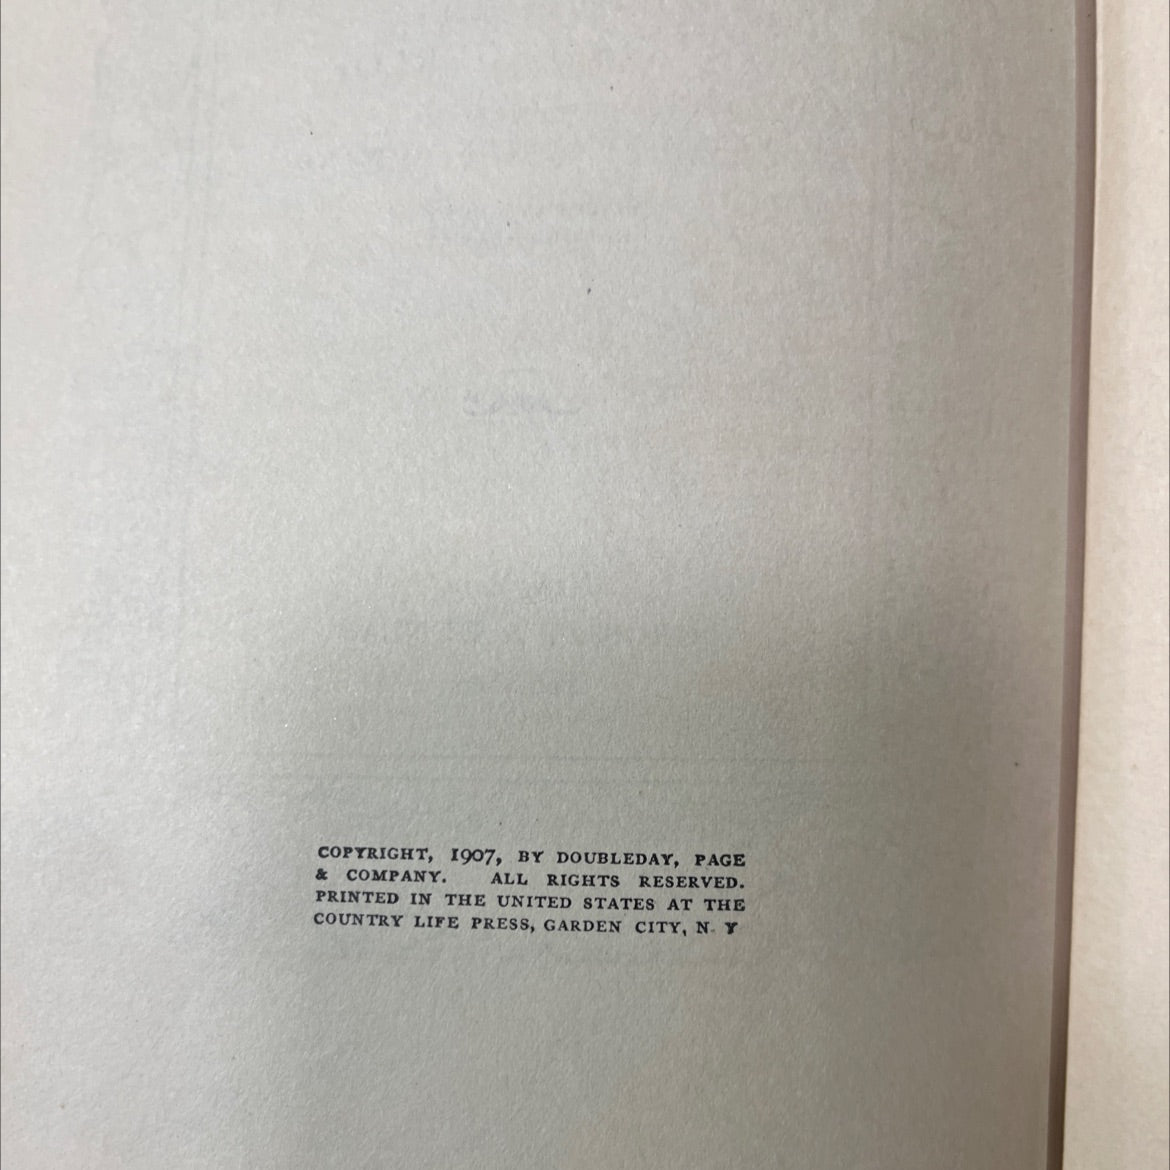 COPYRIGHT, 1907, BY DOUBLEDAY, PAGE
& COMPANY. ALL RIGHTS RESERVED.
PRINTED IN THE UNITED STATES AT THE
COUNTRY LIFE PRESS, GARDEN CITY, N. Y